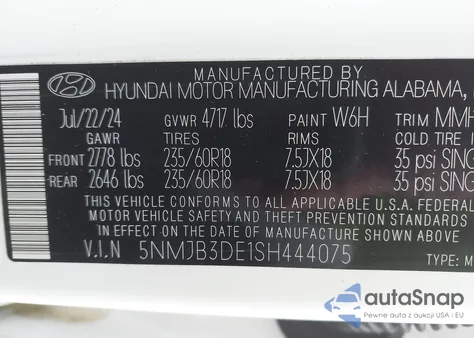 MANUFACTURED BY
HYUNDAI MOTOR MANUFACTURING ALABAMA,
Jul/22/24 GVWR 4717 lbs PAINT W6H TRIM MMH
GAWR TIRES RIMS COLD TIRE
FRONT 2778 lbs 235/60R18 7.5JX18 35 psi SING
REAR 2646 lbs 235/60R18 7.5JX18 35 psi SING
THIS VEHICLE CONFORMS TO ALL APPLICABLE U.S.A. FEDERAL
MOTOR VEHICLE SAFETY AND THEFT PREVENTION STANDARDS
IN EFFECT ON THE DATE OF MANUFACTURE SHOWN ABOVE.
V.I.N 5NMJB3DE1SH444075
TYPE: M
autoSnap
Pewne auta z aukcji USA i EU